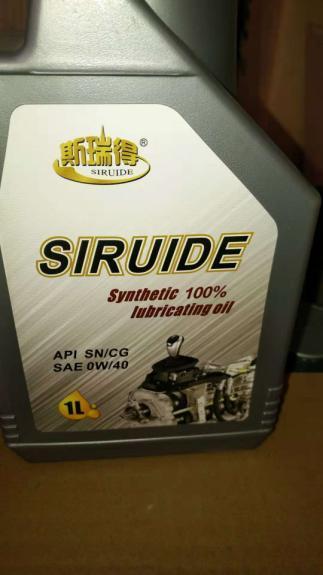 斯瑞得®
SIRUIDE
SIRUIDE
Synthetic 100%
lubricating oil
API SN/CG
SAE 0W/40
1L